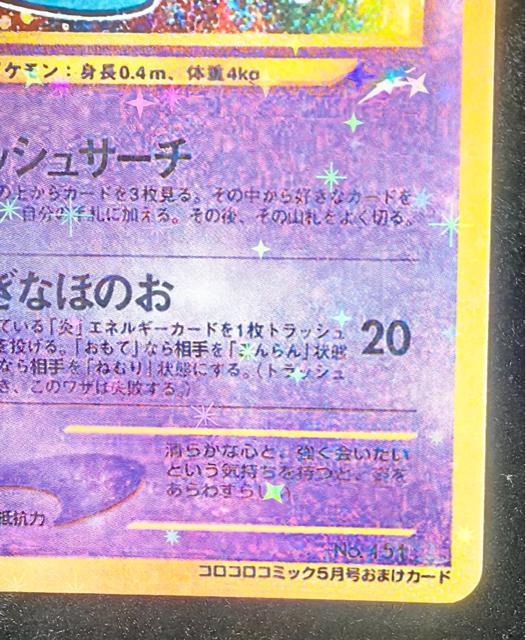 ケモン：身長0.4m、体重4kg
ッシュサーチ
の上からカードを3枚見る。その中から好きなカードを
自分の手札に加える。その後、その山札をよく切る。
ぎなほのお
ている「炎」エネルギーカードを1枚トラッシュ
20
を投げる。「おもて」なら相手を「こんらん」状態
なら相手を「ねむり」状態にする。（トラッシュ
き、このワザは失敗する。）
清らかな心と、強く会いたい
という気持ちを持つと、姿を
あらわすらしい。
抵抗力
No.151
コロコロコミック5月号おまけカード